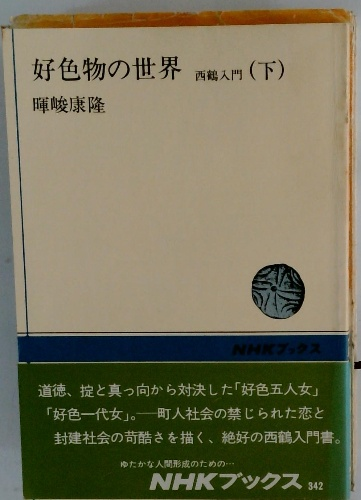 好色物の世界 西鶴入門(下)
暉峻康隆
NHKブックス
道徳、掟と真っ向から対決した「好色五人女」
「好色一代女」。──町人社会の禁じられた恋と
封建社会の苛酷さを描く、絶好の西鶴入門書。
ゆたかな人間形成のための…
NHKブックス 342